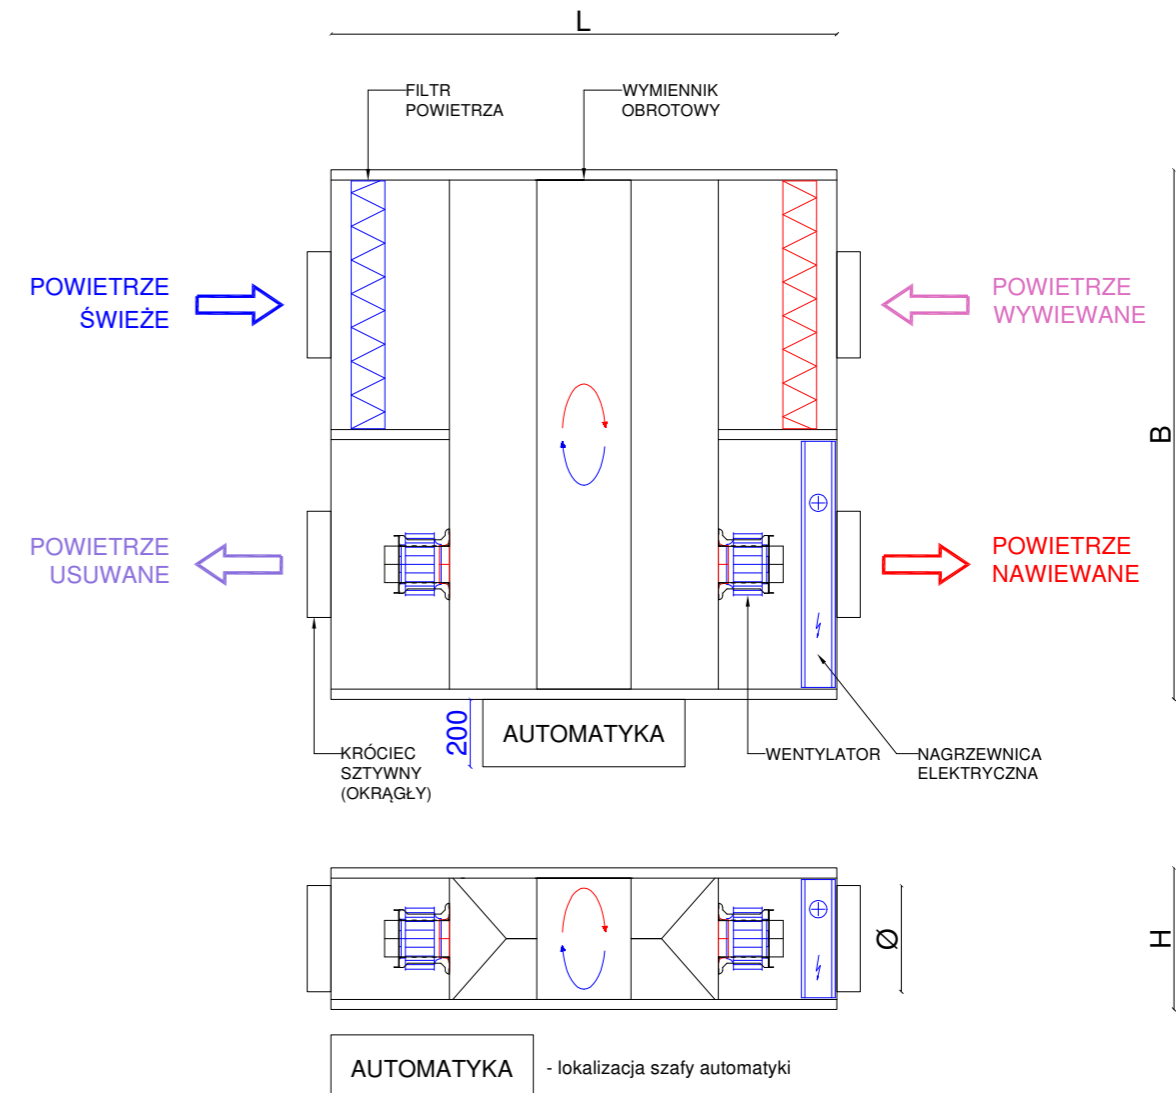 L
FILTR
POWIETRZA
WYMIENNIK
OBROTOWY
POWIETRZE
ŚWIEŻE
POWIETRZE
WYWIEWANE
B
POWIETRZE
USUWANE
POWIETRZE
NAWIEWANE
200
AUTOMATYKA
KRÓCIEC
SZTYWNY
(OKRĄGŁY)
WENTYLATOR
NAGRZEWNICA
ELEKTRYCZNA
Ø
H
AUTOMATYKA - lokalizacja szafy automatyki